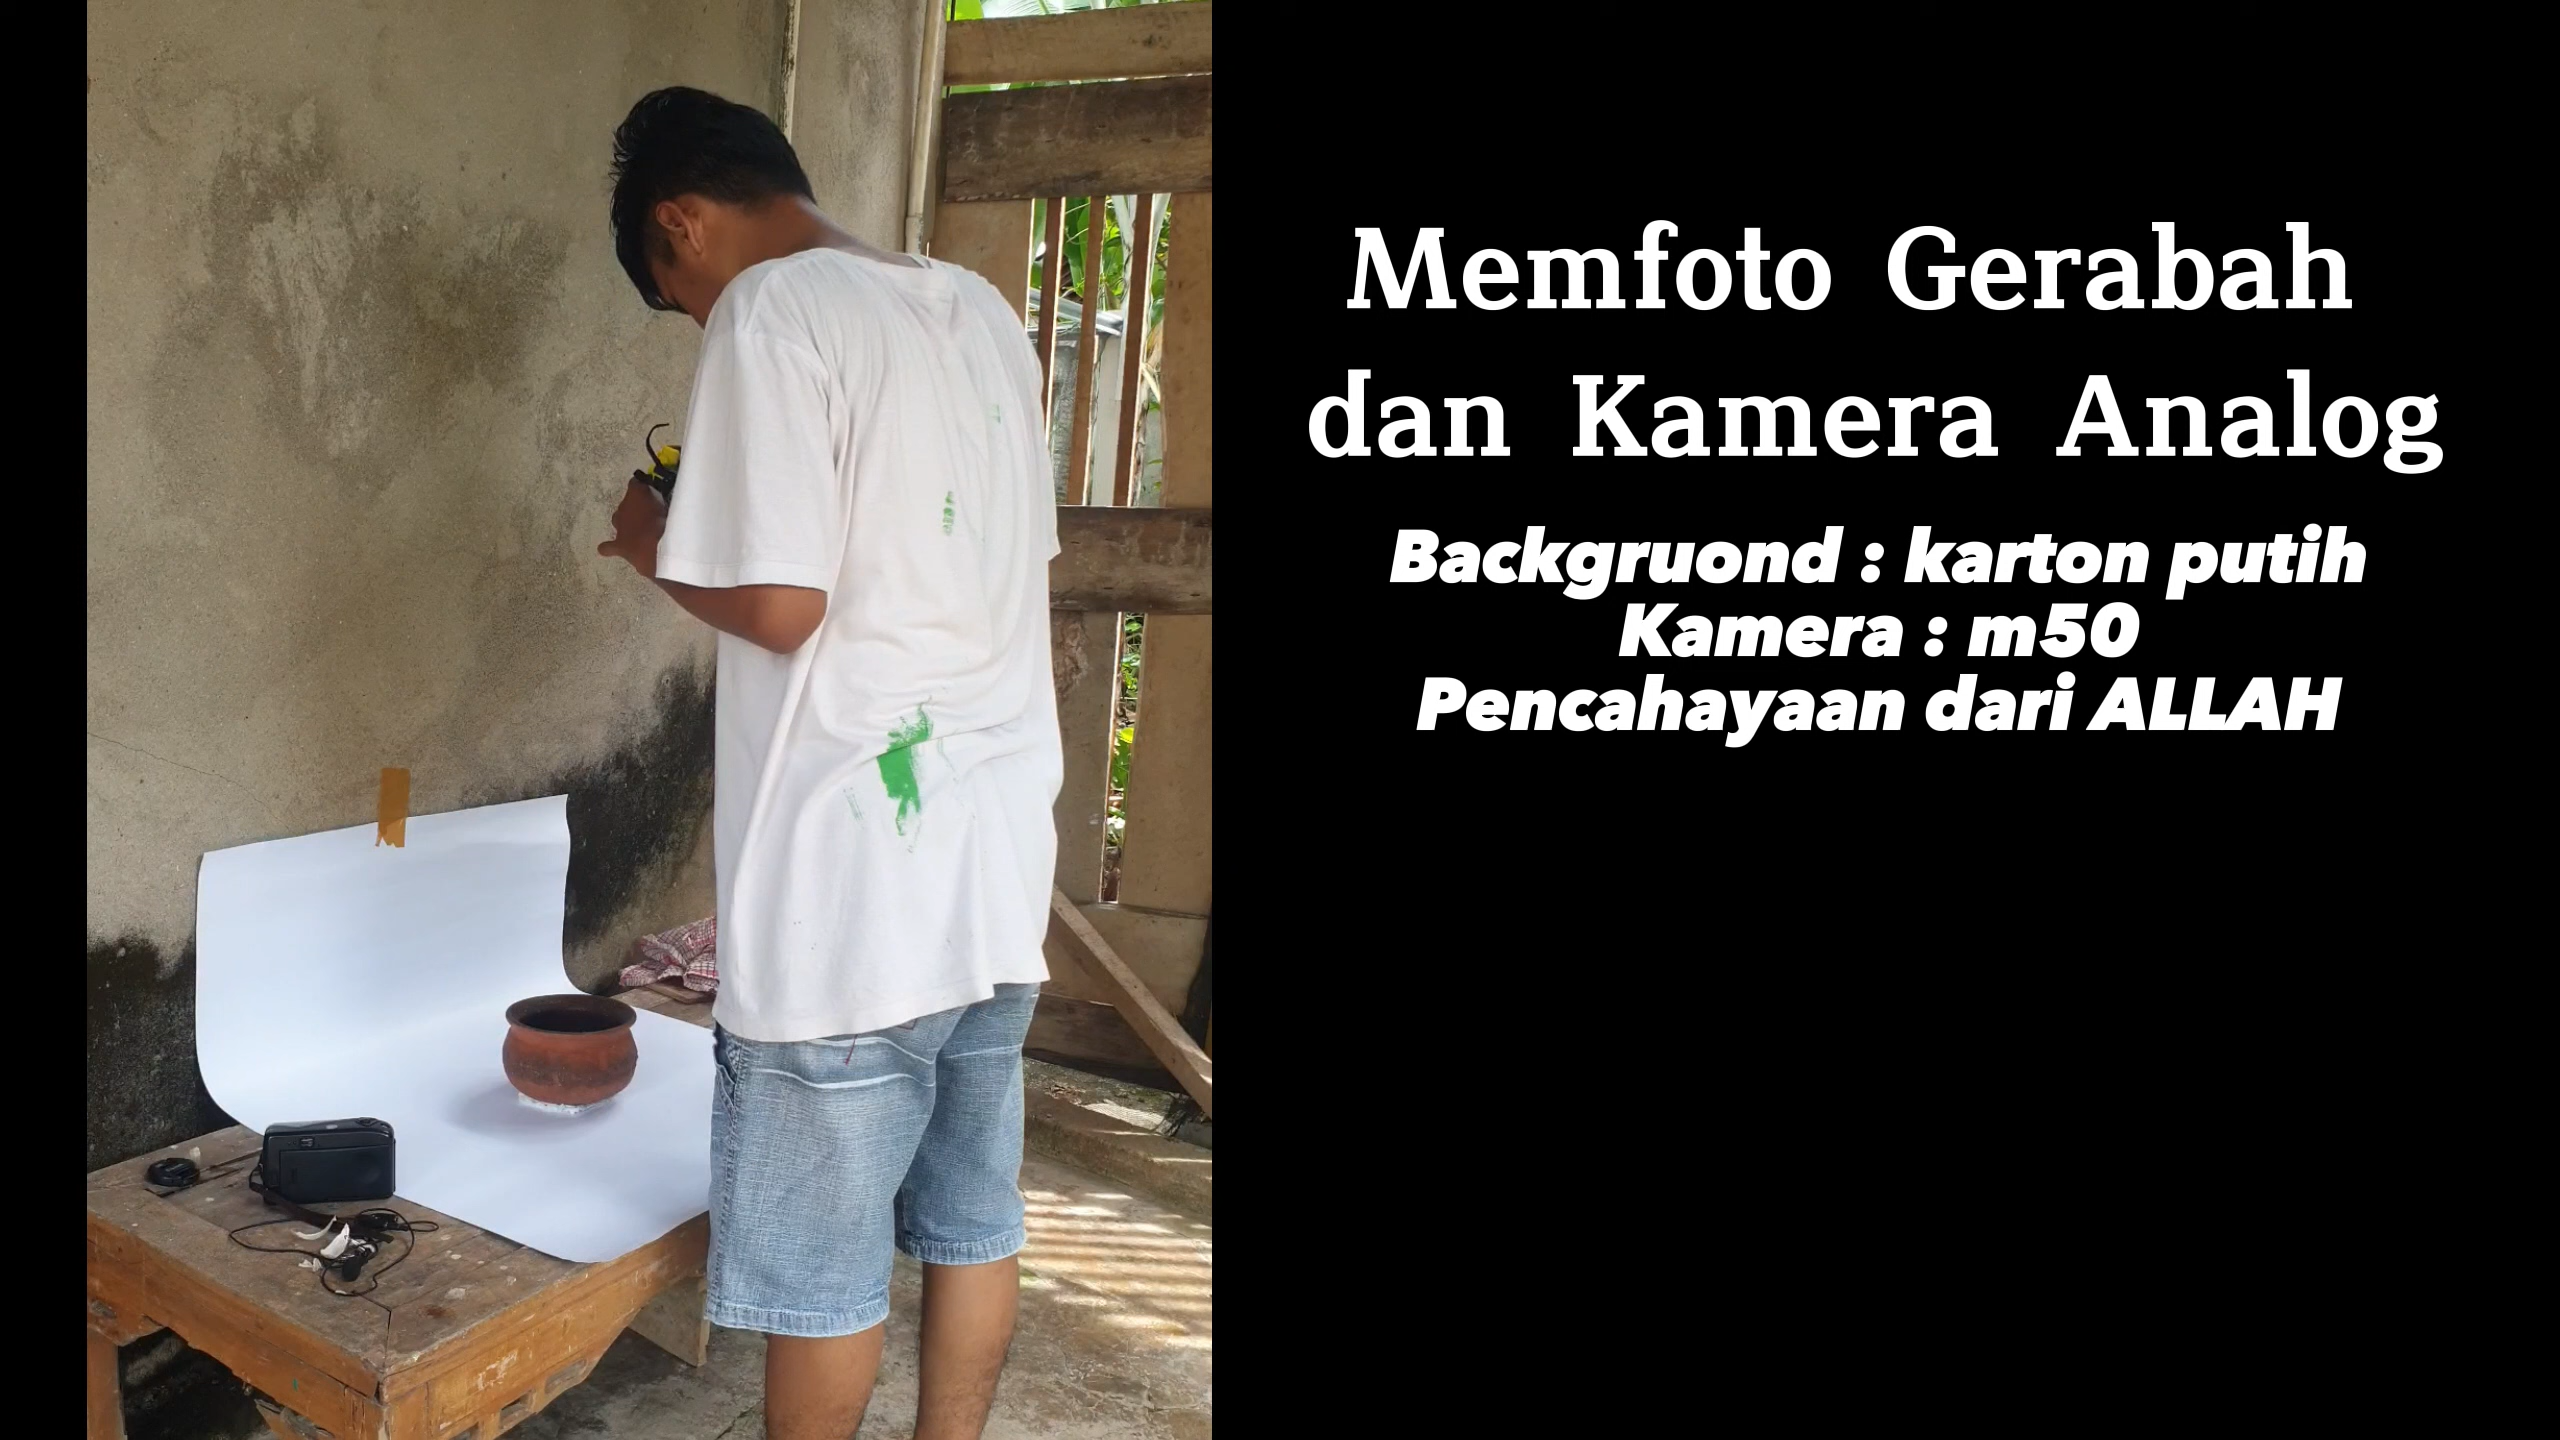 Memfoto Gerabah
dan Kamera Analog
Backgruond : karton putih
Kamera : m50
Pencahayaan dari ALLAH